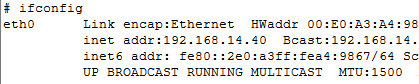 # ifconfig
eth0 Link encap:Ethernet HWaddr 00:E0:A3:A4:98
inet addr:192.168.14.40 Bcast:192.168.14.
inet6 addr: fe80::2e0:a3ff:fea4:9867/64 Sc
UP BROADCAST RUNNING MULTICAST MTU:1500